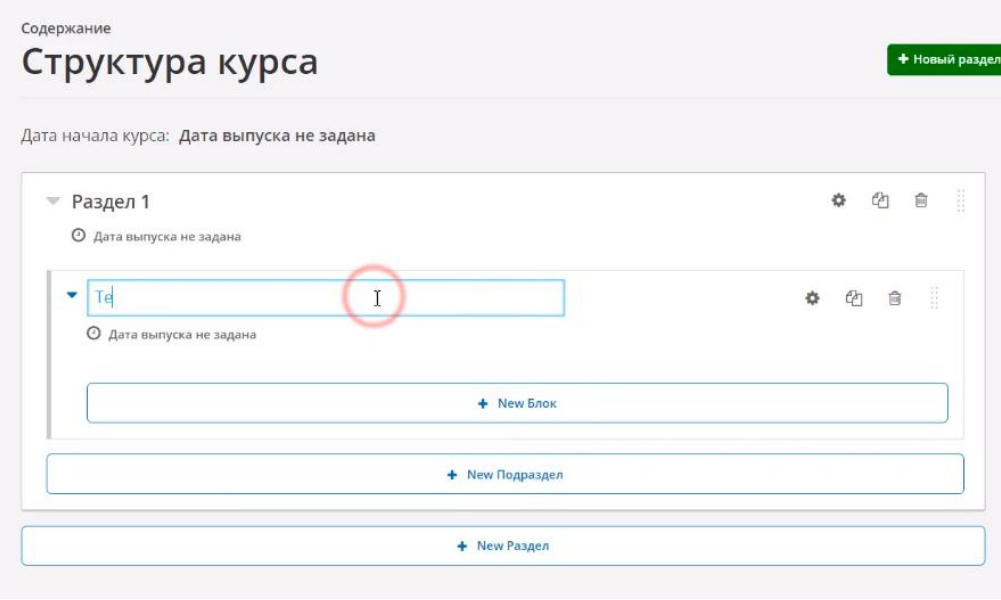 Содержание
Структура курса
+ Новый раздел
Дата начала курса: Дата выпуска не задана
Раздел 1
Дата выпуска не задана
Те
Дата выпуска не задана
+ New Блок
+ New Подраздел
+ New Раздел